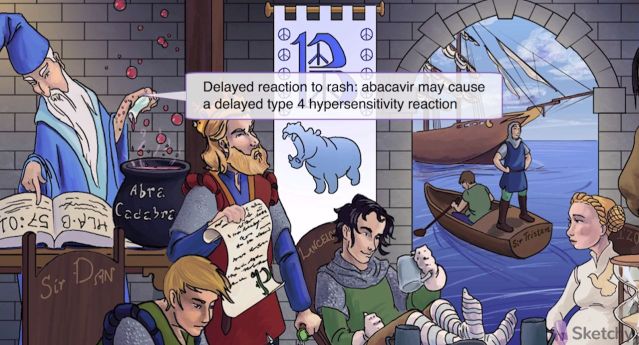 R
Delayed reaction to rash: abacavir may cause
a delayed type 4 hypersensitivity reaction
Abra
Cadabra
HLA-B
57:01
Sir Dan
Sir Tristan
Sketchy